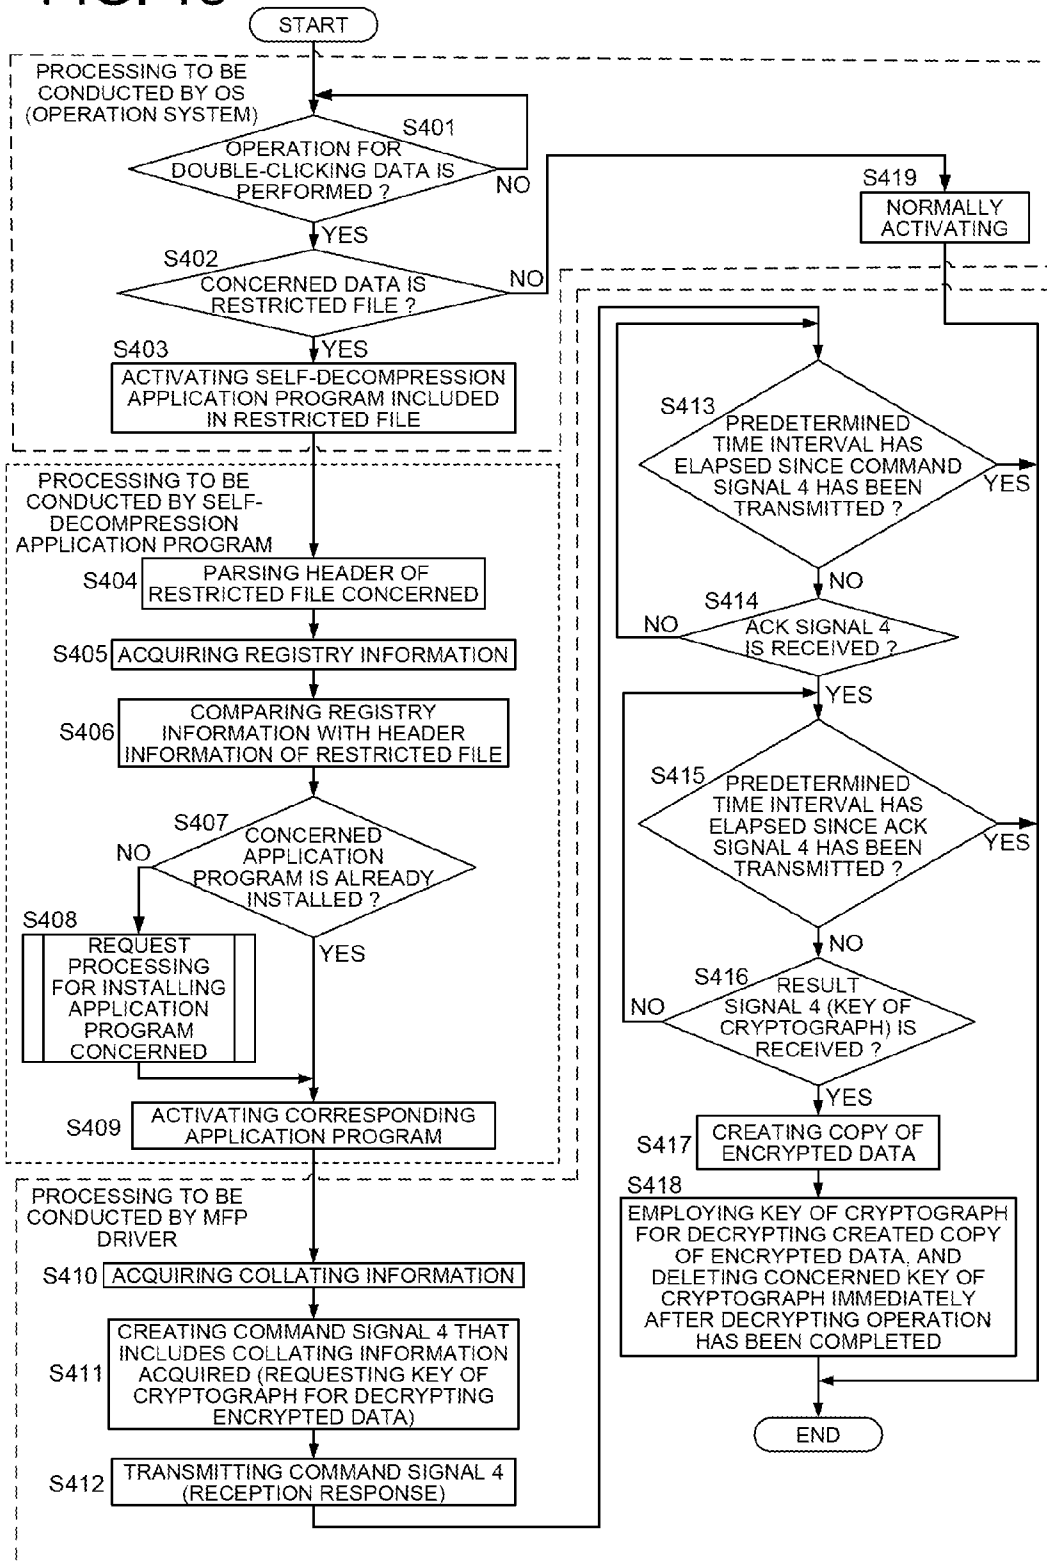 START
PROCESSING TO BE
CONDUCTED BY OS
(OPERATION SYSTEM)
S401
OPERATION FOR
DOUBLE-CLICKING DATA IS
PERFORMED ?
NO
YES
S402
CONCERNED DATA IS
RESTRICTED FILE ?
NO
YES
S403
ACTIVATING SELF-DECOMPRESSION
APPLICATION PROGRAM INCLUDED
IN RESTRICTED FILE
S419
NORMALLY
ACTIVATING
PROCESSING TO BE
CONDUCTED BY SELF-
DECOMPRESSION
APPLICATION PROGRAM
S404
PARSING HEADER OF
RESTRICTED FILE CONCERNED
S405
ACQUIRING REGISTRY INFORMATION
S406
COMPARING REGISTRY
INFORMATION WITH HEADER
INFORMATION OF RESTRICTED FILE
S407
CONCERNED
APPLICATION
PROGRAM IS ALREADY
INSTALLED ?
NO
YES
S408
REQUEST
PROCESSING
FOR INSTALLING
APPLICATION
PROGRAM
CONCERNED
S409
ACTIVATING CORRESPONDING
APPLICATION PROGRAM
PROCESSING TO BE
CONDUCTED BY MFP
DRIVER
S410
ACQUIRING COLLATING INFORMATION
S411
CREATING COMMAND SIGNAL 4 THAT
INCLUDES COLLATING INFORMATION
ACQUIRED (REQUESTING KEY OF
CRYPTOGRAPH FOR DECRYPTING
ENCRYPTED DATA)
S412
TRANSMITTING COMMAND SIGNAL 4
(RECEPTION RESPONSE)
S413
PREDETERMINED
TIME INTERVAL HAS
ELAPSED SINCE COMMAND
SIGNAL 4 HAS BEEN
TRANSMITTED ?
YES
NO
S414
ACK SIGNAL 4
IS RECEIVED ?
NO
YES
S415
PREDETERMINED
TIME INTERVAL HAS
ELAPSED SINCE ACK
SIGNAL 4 HAS BEEN
TRANSMITTED ?
YES
NO
S416
RESULT
SIGNAL 4 (KEY OF
CRYPTOGRAPH) IS
RECEIVED ?
NO
YES
S417
CREATING COPY OF
ENCRYPTED DATA
S418
EMPLOYING KEY OF CRYPTOGRAPH
FOR DECRYPTING CREATED COPY
OF ENCRYPTED DATA, AND
DELETING CONCERNED KEY OF
CRYPTOGRAPH IMMEDIATELY
AFTER DECRYPTING OPERATION
HAS BEEN COMPLETED
END